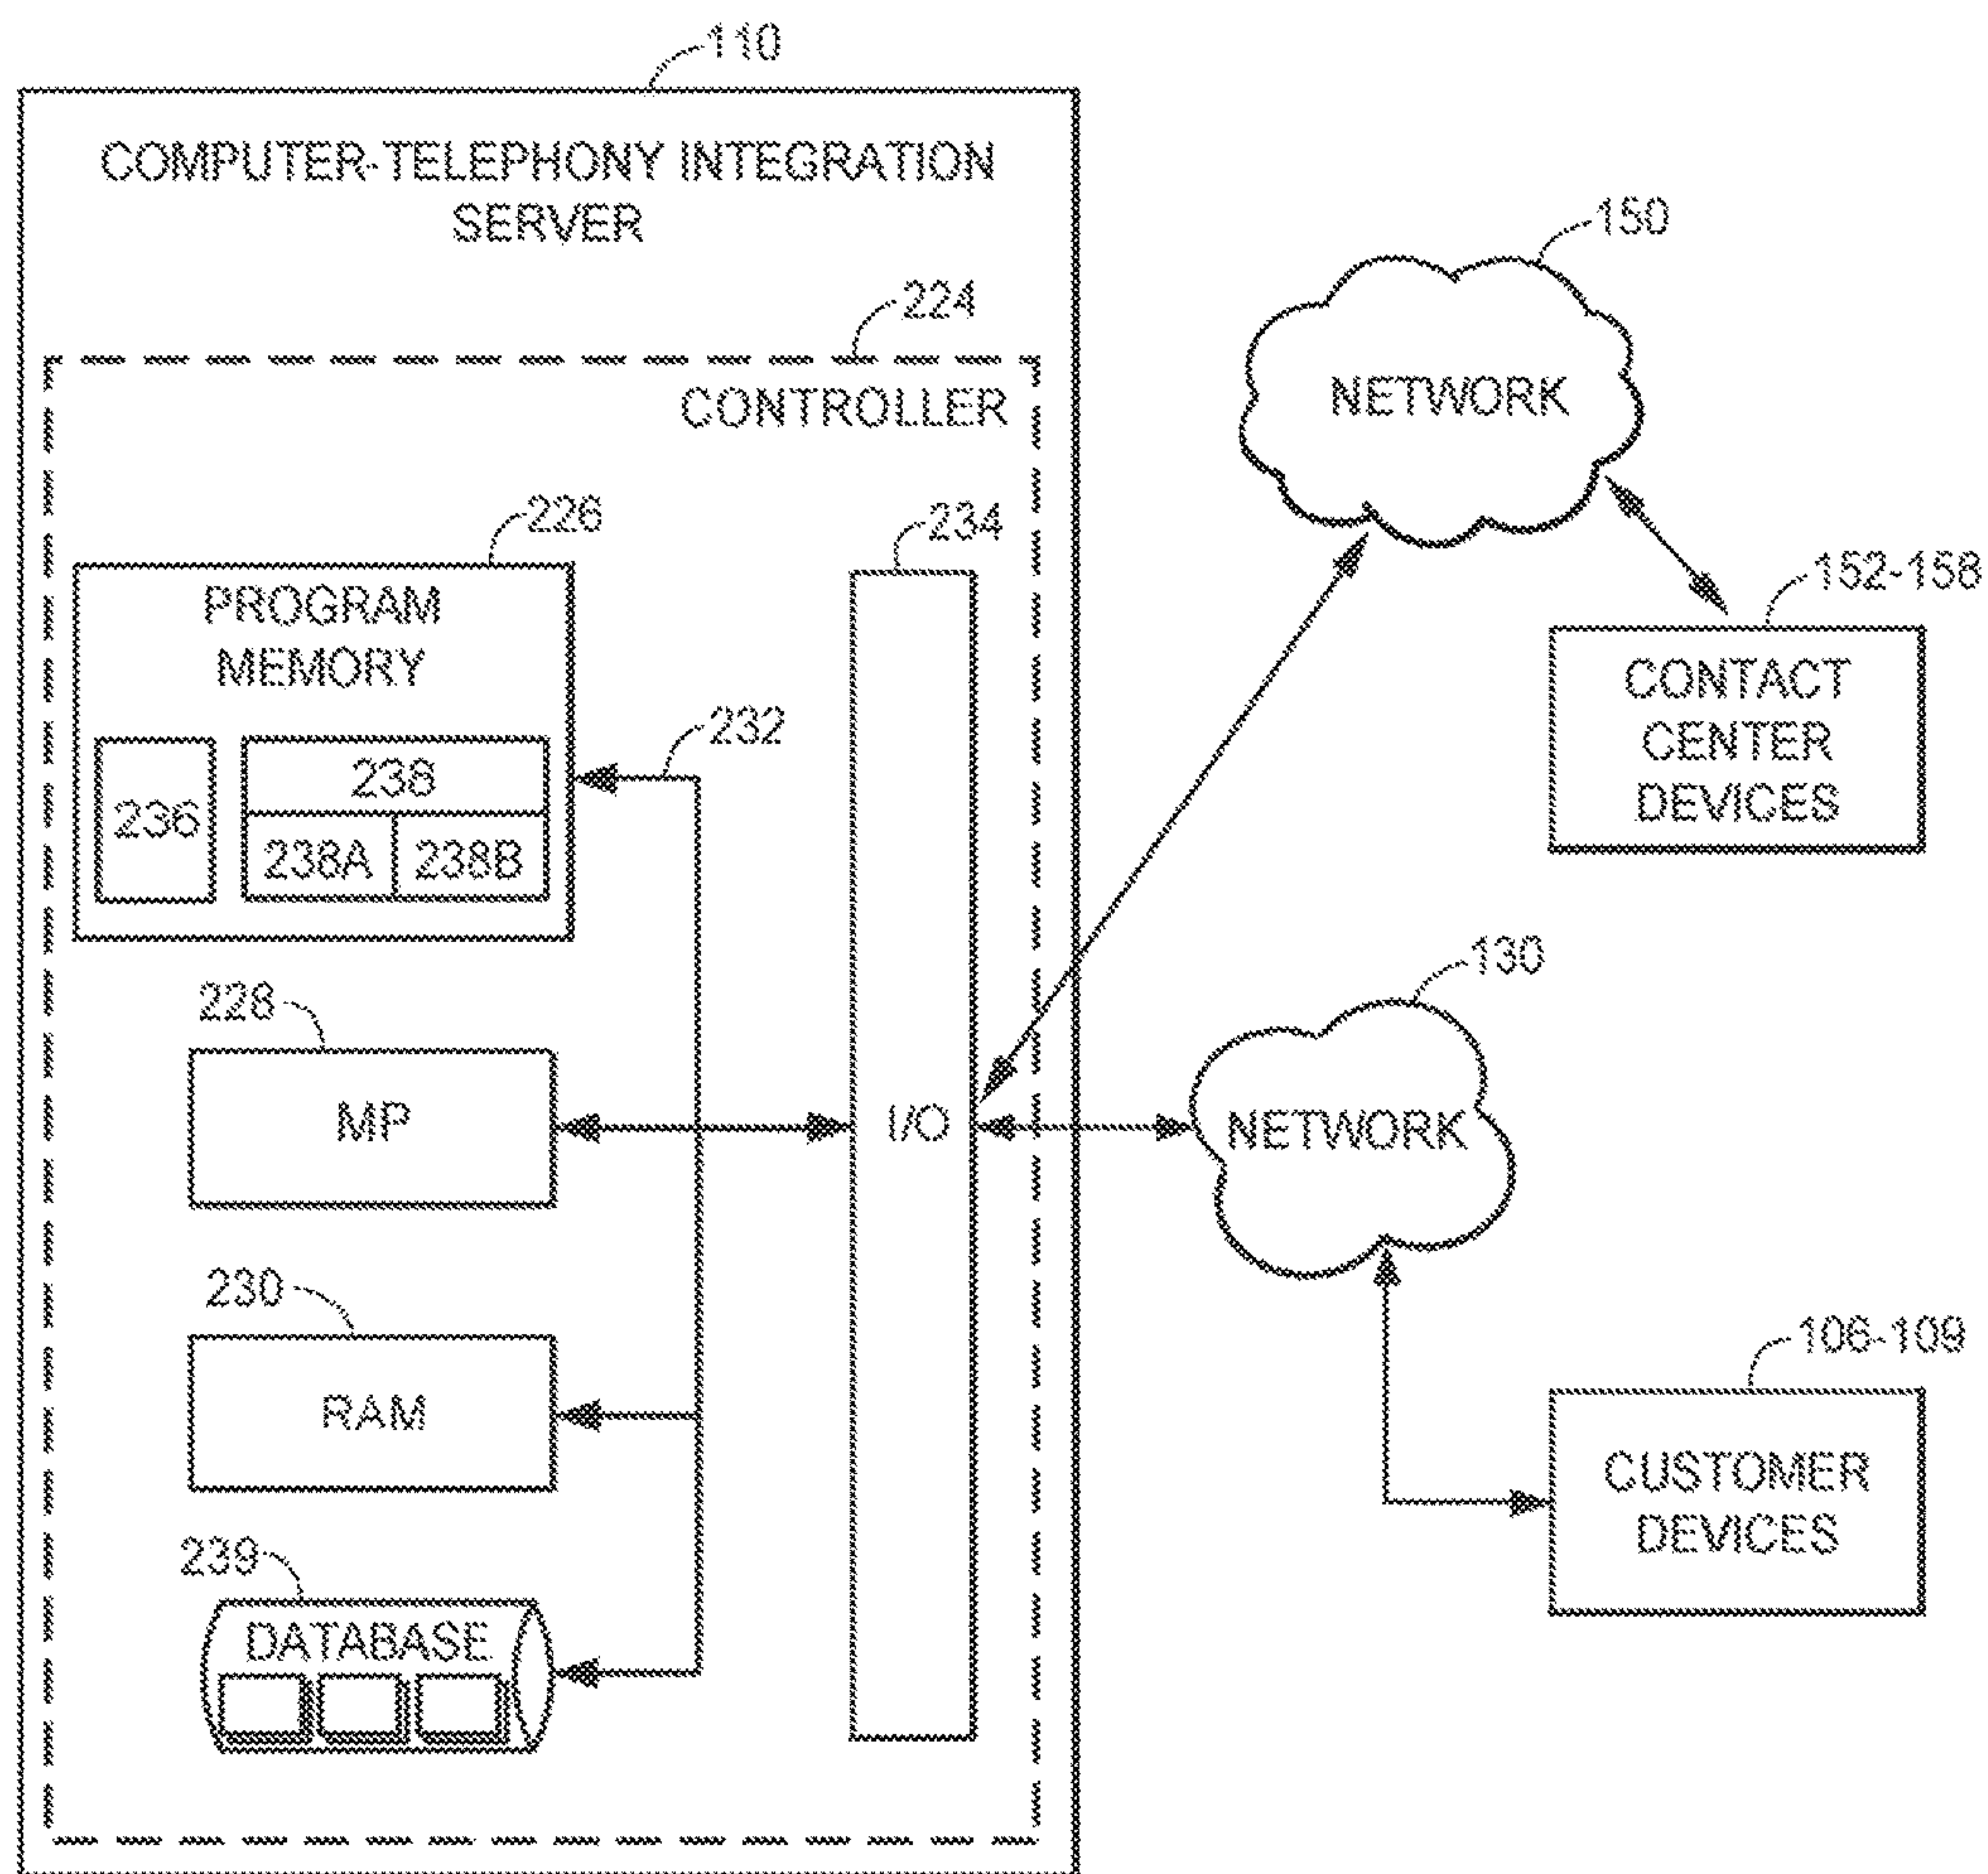 110
COMPUTER-TELEPHONY INTEGRATION
SERVER
224
CONTROLLER
226
PROGRAM
MEMORY
236
238
238A
238B
232
234
I/O
228
MP
230
RAM
239
DATABASE
150
NETWORK
152-158
CONTACT
CENTER
DEVICES
130
NETWORK
106-109
CUSTOMER
DEVICES